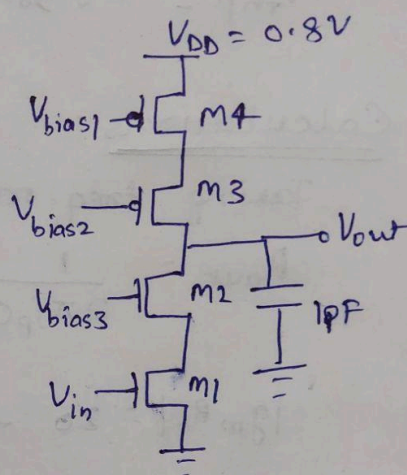 VDD = 0.8V
Vbias1
M4
Vbias2
M3
Vout
Vbias3
M2
1pF
Vin
M1